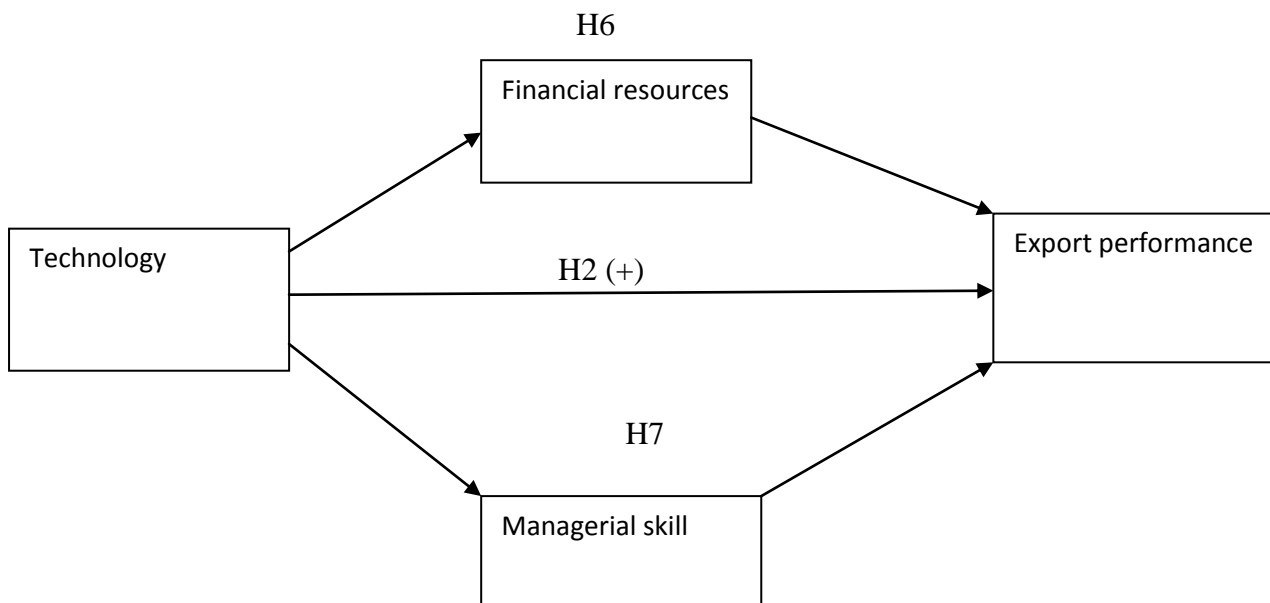 H6
Financial resources
Technology
Export performance
H2 (+)
H7
Managerial skill